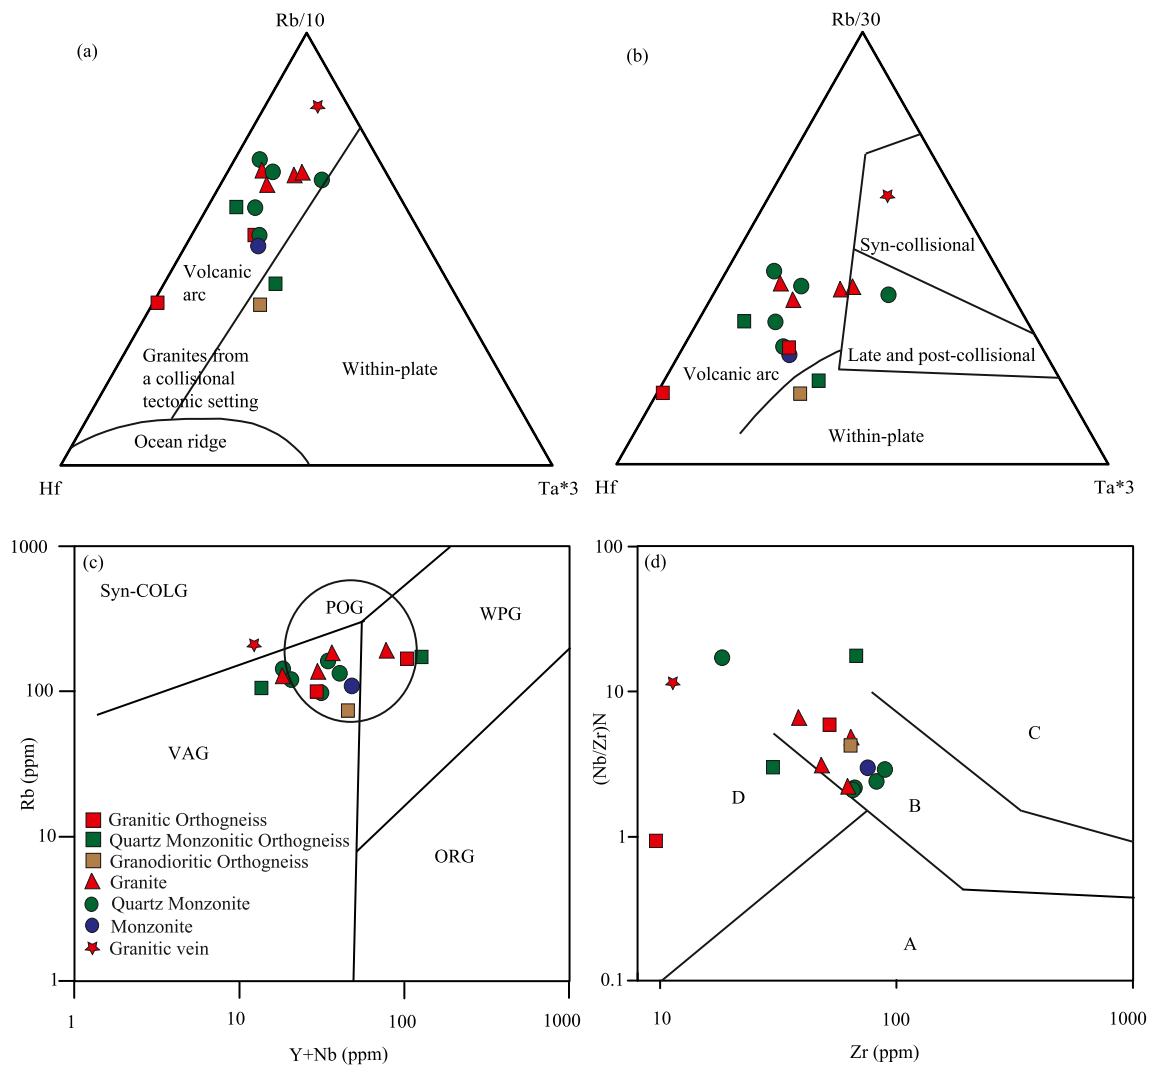 Rb/10
(a)
Volcanic
arc
Granites from
a collisional
tectonic setting
Within-plate
Ocean ridge
Hf
Ta*3
Rb/30
(b)
Syn-collisional
Late and post-collisional
Volcanic arc
Within-plate
Hf
Ta*3
(c)
1000
100
10
1
Rb (ppm)
Syn-COLG
POG
WPG
VAG
ORG
Granitic Orthogneiss
Quartz Monzonitic Orthogneiss
Granodioritic Orthogneiss
Granite
Quartz Monzonite
Monzonite
Granitic vein
1
10
100
1000
Y+Nb (ppm)
(d)
100
10
1
0.1
(Nb/Zr)N
C
D
B
A
10
100
1000
Zr (ppm)